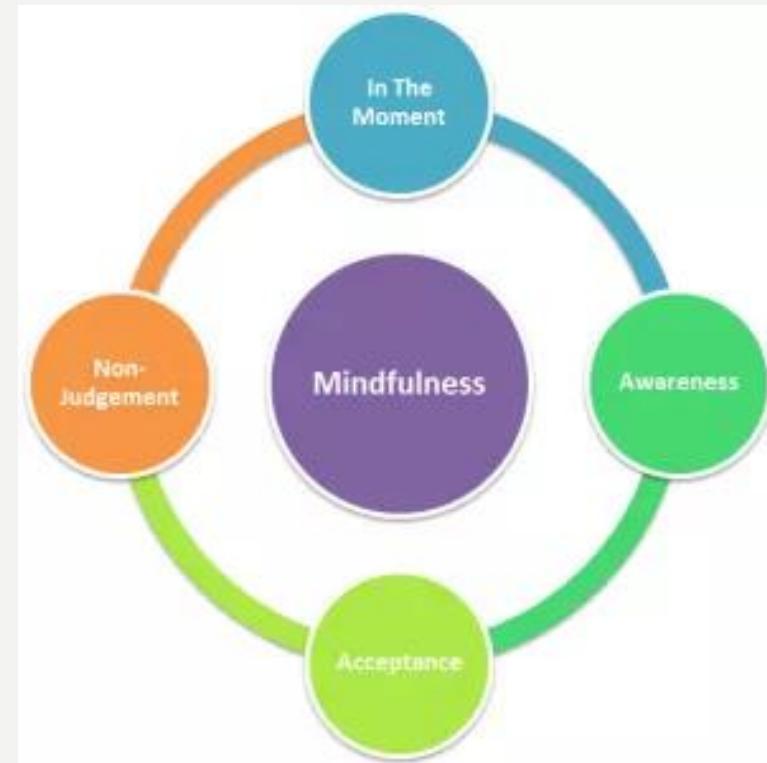 In The
Moment
Non-
Judgement
Mindfulness
Awareness
Acceptance